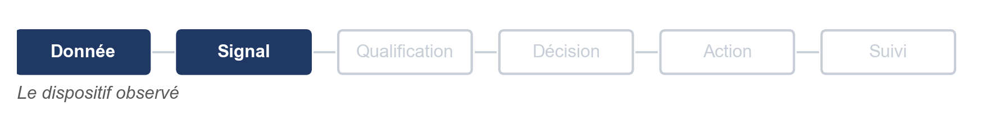 Donnée Signal Qualification Décision Action Suivi
Le dispositif observé